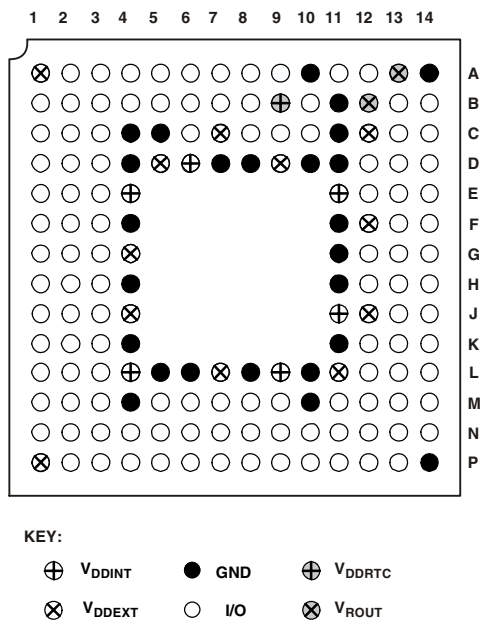 1 2 3 4 5 6 7 8 9 10 11 12 13 14
A
B
C
D
E
F
G
H
J
K
L
M
N
P
KEY:
VDDINT GND VDDRTC
VDDEXT I/O VROUT